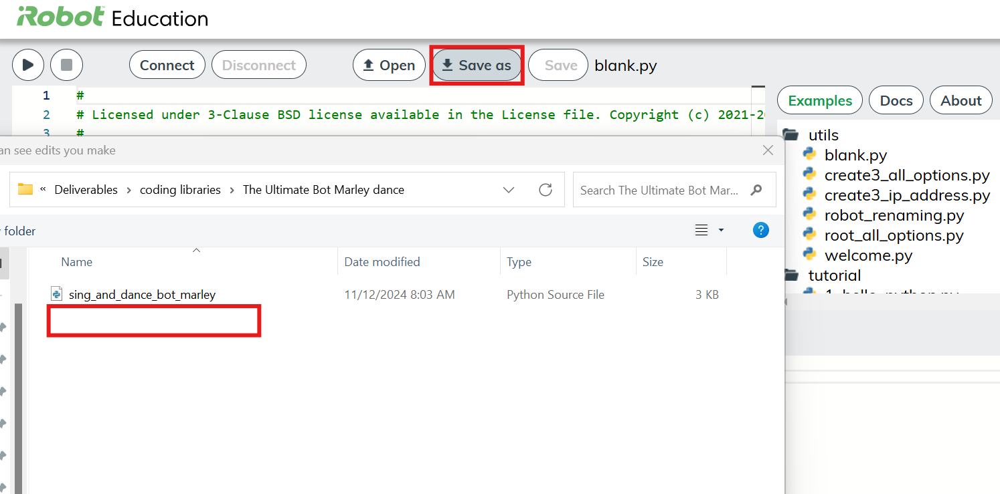 iRobot Education
Connect Disconnect Open Save as Save blank.py
1 #
2 # Licensed under 3-Clause BSD license available in the License file. Copyright (c) 2021-2
3 #
Examples Docs About
utils
blank.py
create3_all_options.py
create3_ip_address.py
robot_renaming.py
root_all_options.py
welcome.py
tutorial
1_hello_python.py
an see edits you make
« Deliverables › coding libraries › The Ultimate Bot Marley dance
Search The Ultimate Bot Mar...
folder
?
Name Date modified Type Size
sing_and_dance_bot_marley 11/12/2024 8:03 AM Python Source File 3 KB